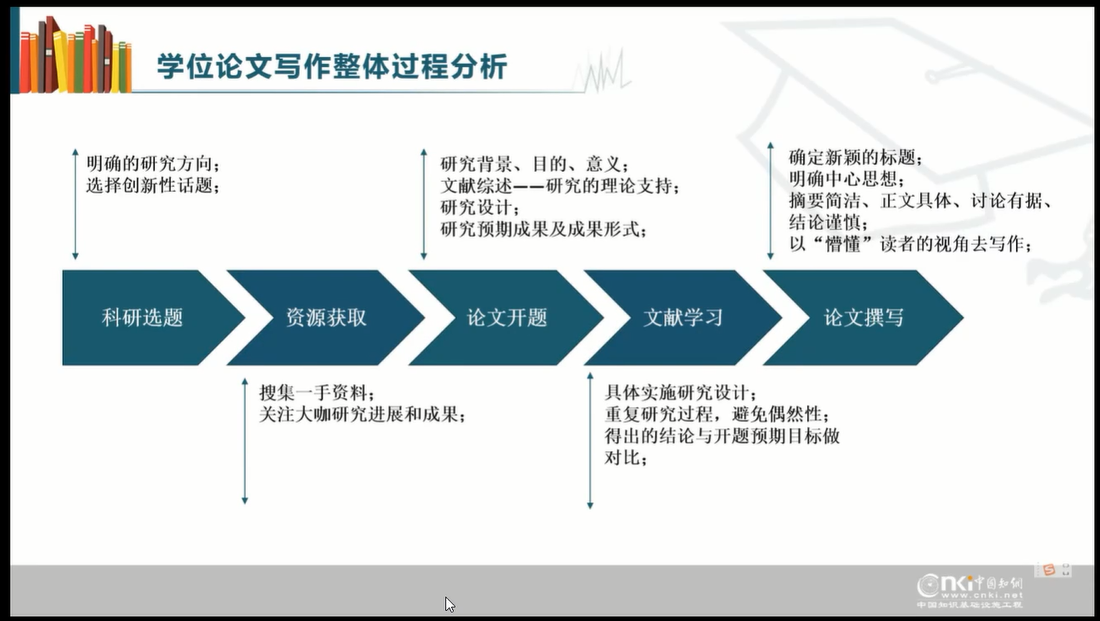 学位论文写作整体过程分析
明确的研究方向；
选择创新性话题；
研究背景、目的、意义；
文献综述——研究的理论支持；
研究设计；
研究预期成果及成果形式；
确定新颖的标题；
明确中心思想；
摘要简洁、正文具体、讨论有据、
结论谨慎；
以“懵懂”读者的视角去写作；
科研选题
资源获取
论文开题
文献学习
论文撰写
搜集一手资料；
关注大咖研究进展和成果；
具体实施研究设计；
重复研究过程，避免偶然性；
得出的结论与开题预期目标做
对比；
cnki中国知网
www.cnki.net
中国知识基础设施工程